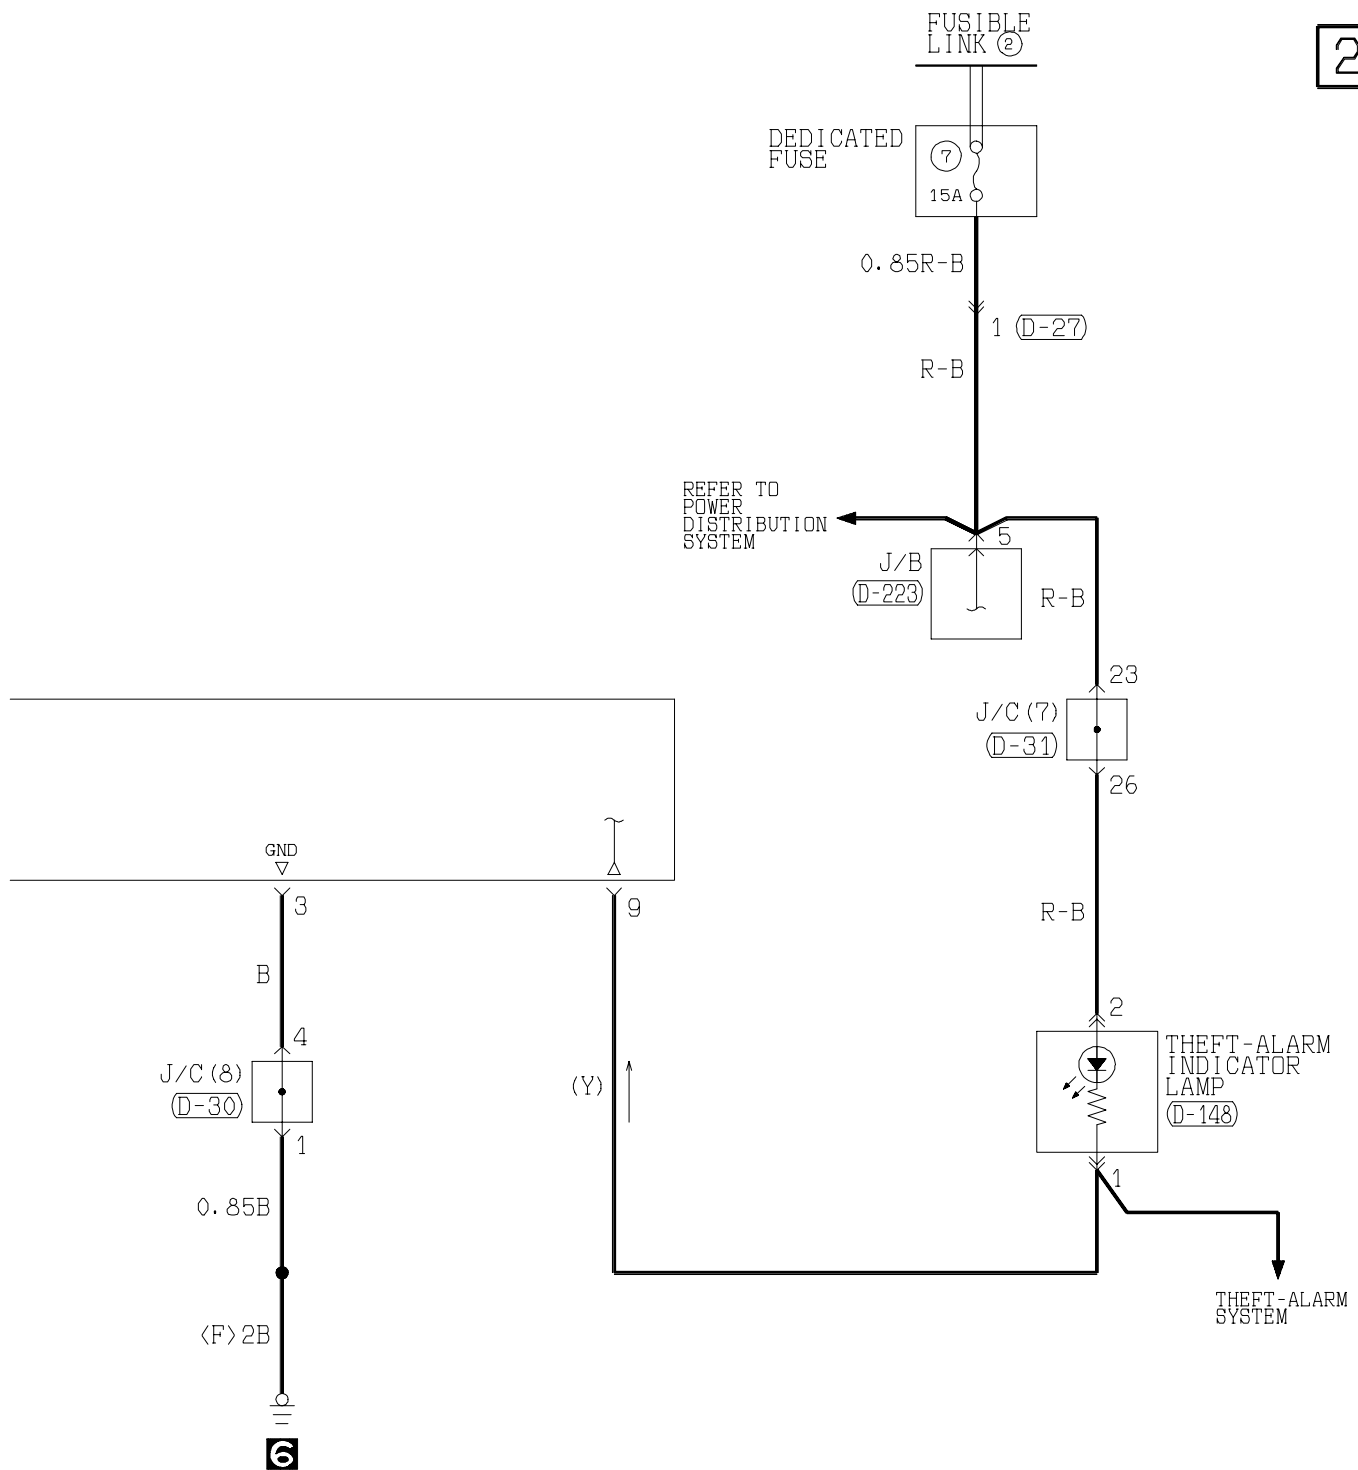 FUSIBLE
LINK ②
2
DEDICATED
FUSE
7
15A
0.85R-B
1 (D-27)
R-B
REFER TO
POWER
DISTRIBUTION
SYSTEM
5
J/B
(D-223)
R-B
23
J/C(7)
(D-31)
26
GND
3
9
R-B
B
2
4
THEFT-ALARM
INDICATOR
LAMP
(D-148)
J/C(8)
(D-30)
(Y)
1
1
0.85B
THEFT-ALARM
SYSTEM
<F>2B
6